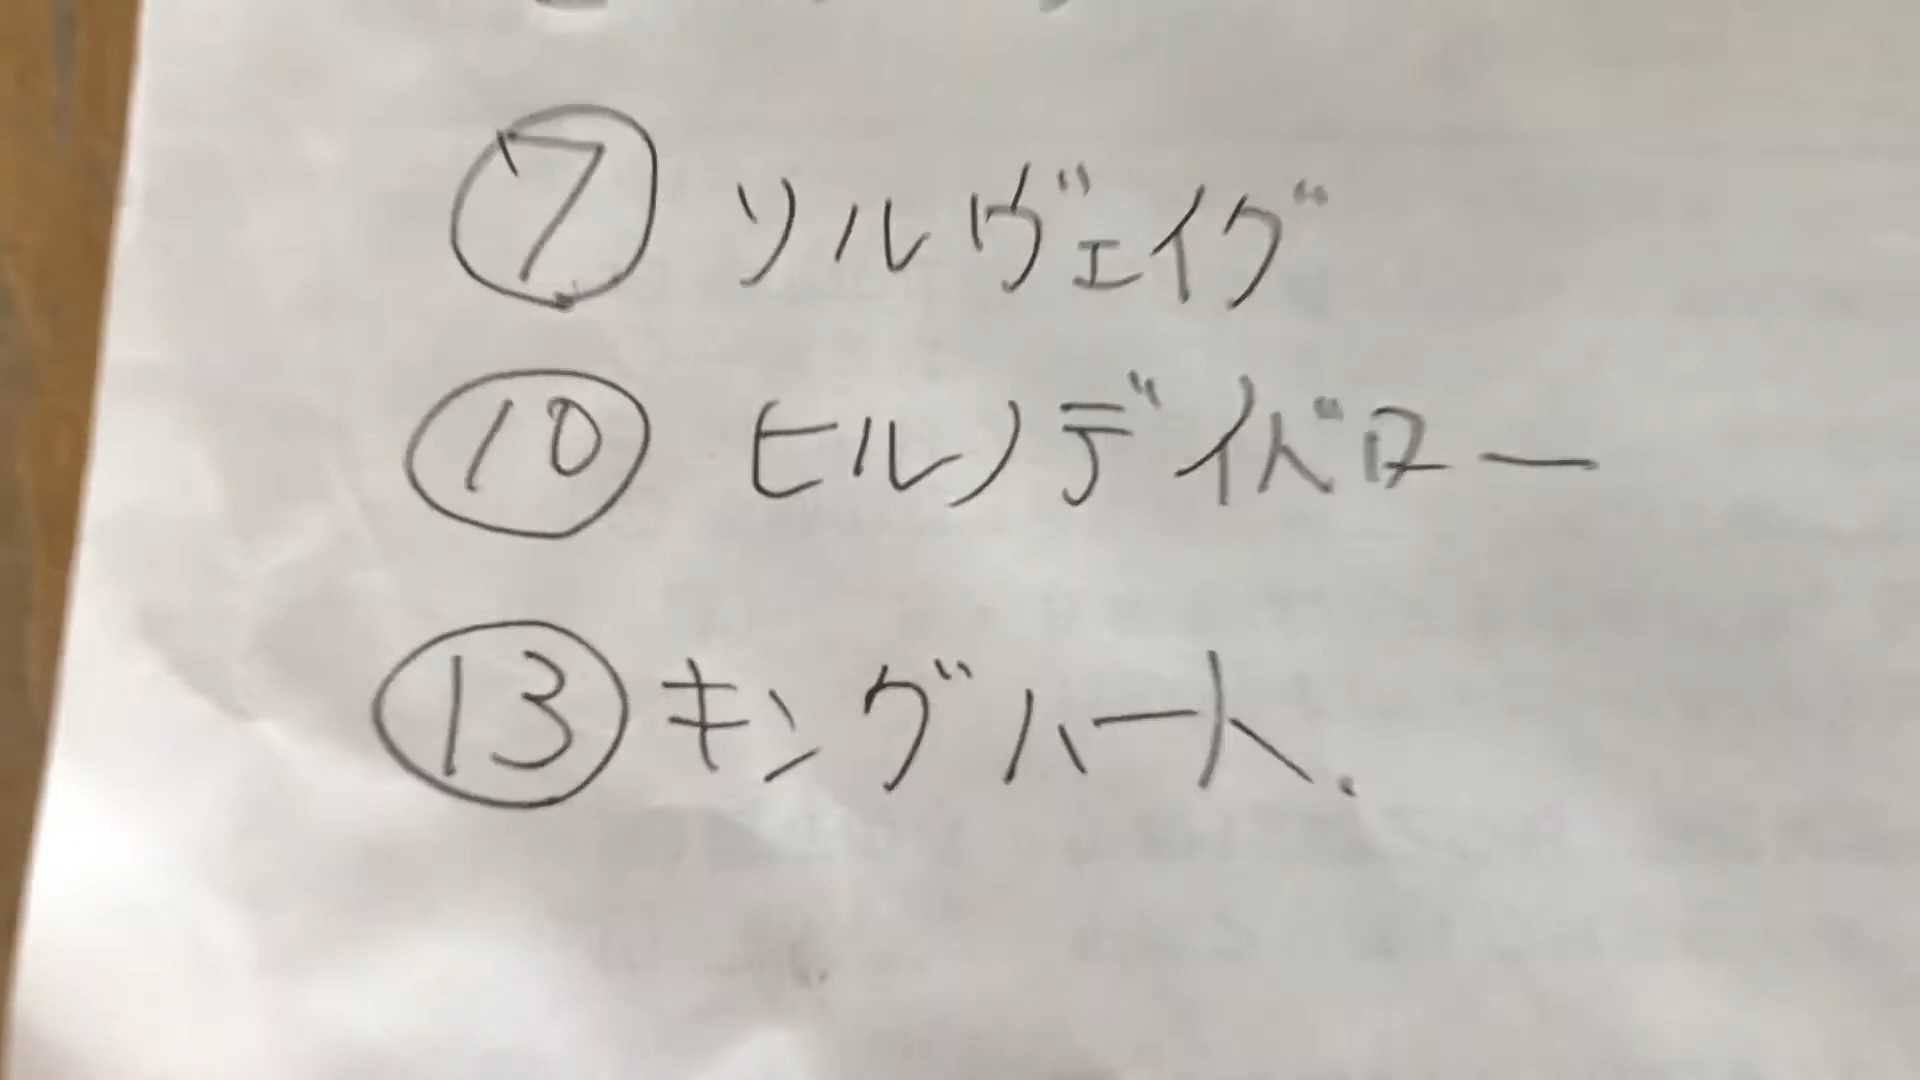 ⑦ ソルヴェイグ
⑩ ヒルノデイバロー
⑬ キングハート.